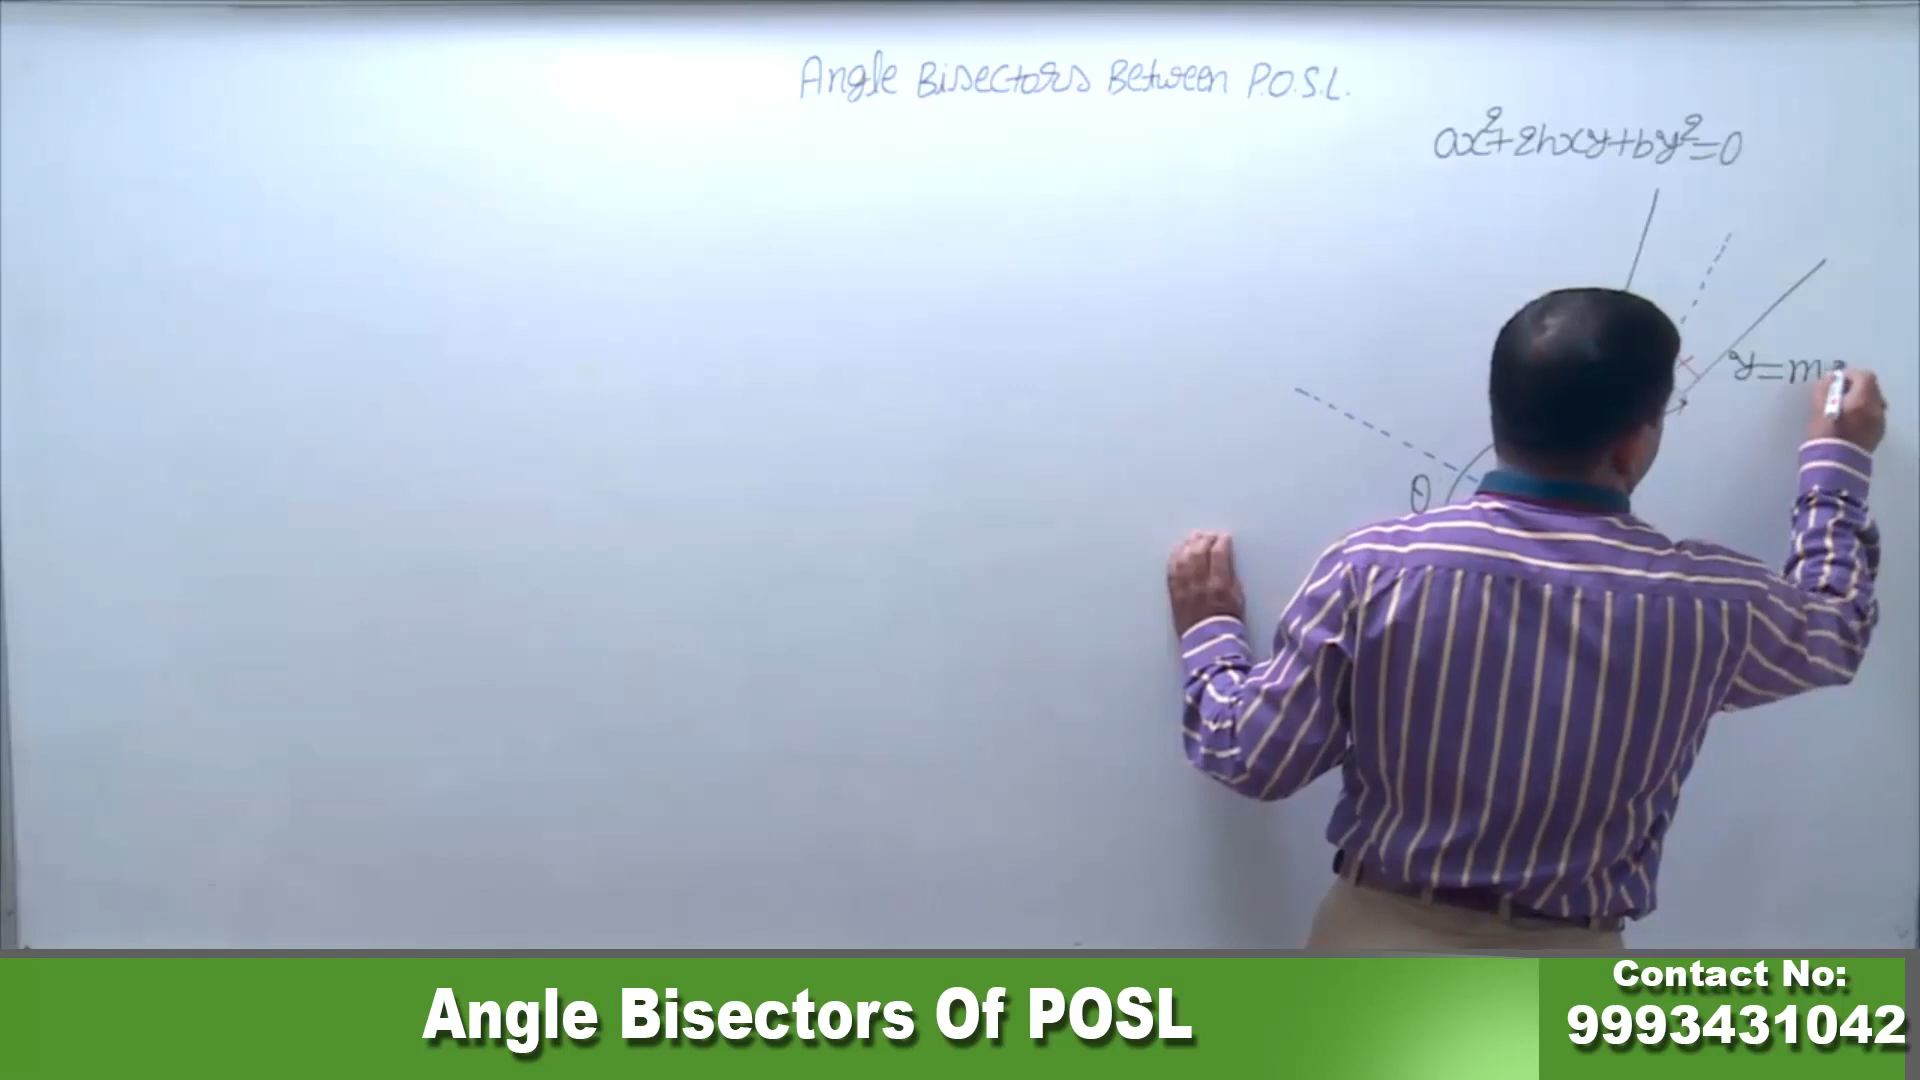 Angle Bisectors Between P.O.S.L.
ax²+2hxy+by²=0
y=m
θ
Angle Bisectors Of POSL
Contact No:
9993431042